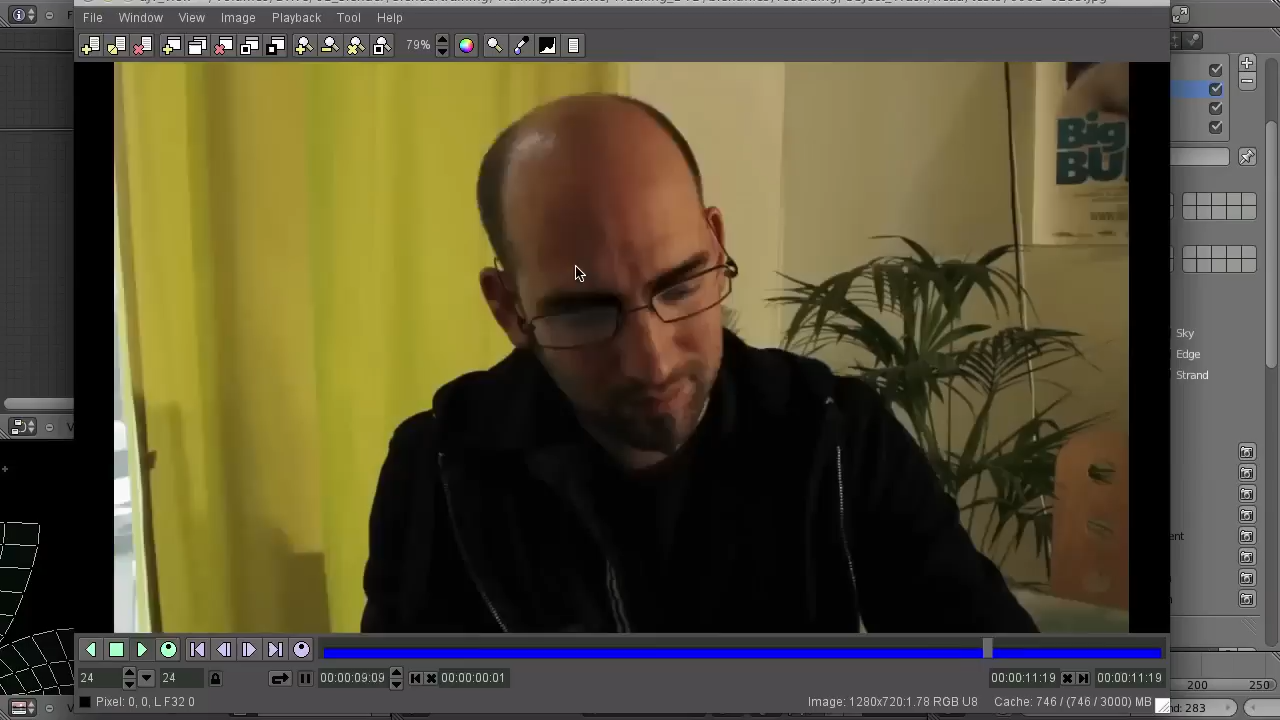 File Window View Image Playback Tool Help
79%
Big
BU
Sky
Edge
Strand
24
24
00:00:09:09
00:00:00:01
00:00:11:19
00:00:11:19
200
250
Pixel: 0, 0, L F32 0
Image: 1280x720:1.78 RGB U8
Cache: 746 / (746 / 3000) MB
nd: 283